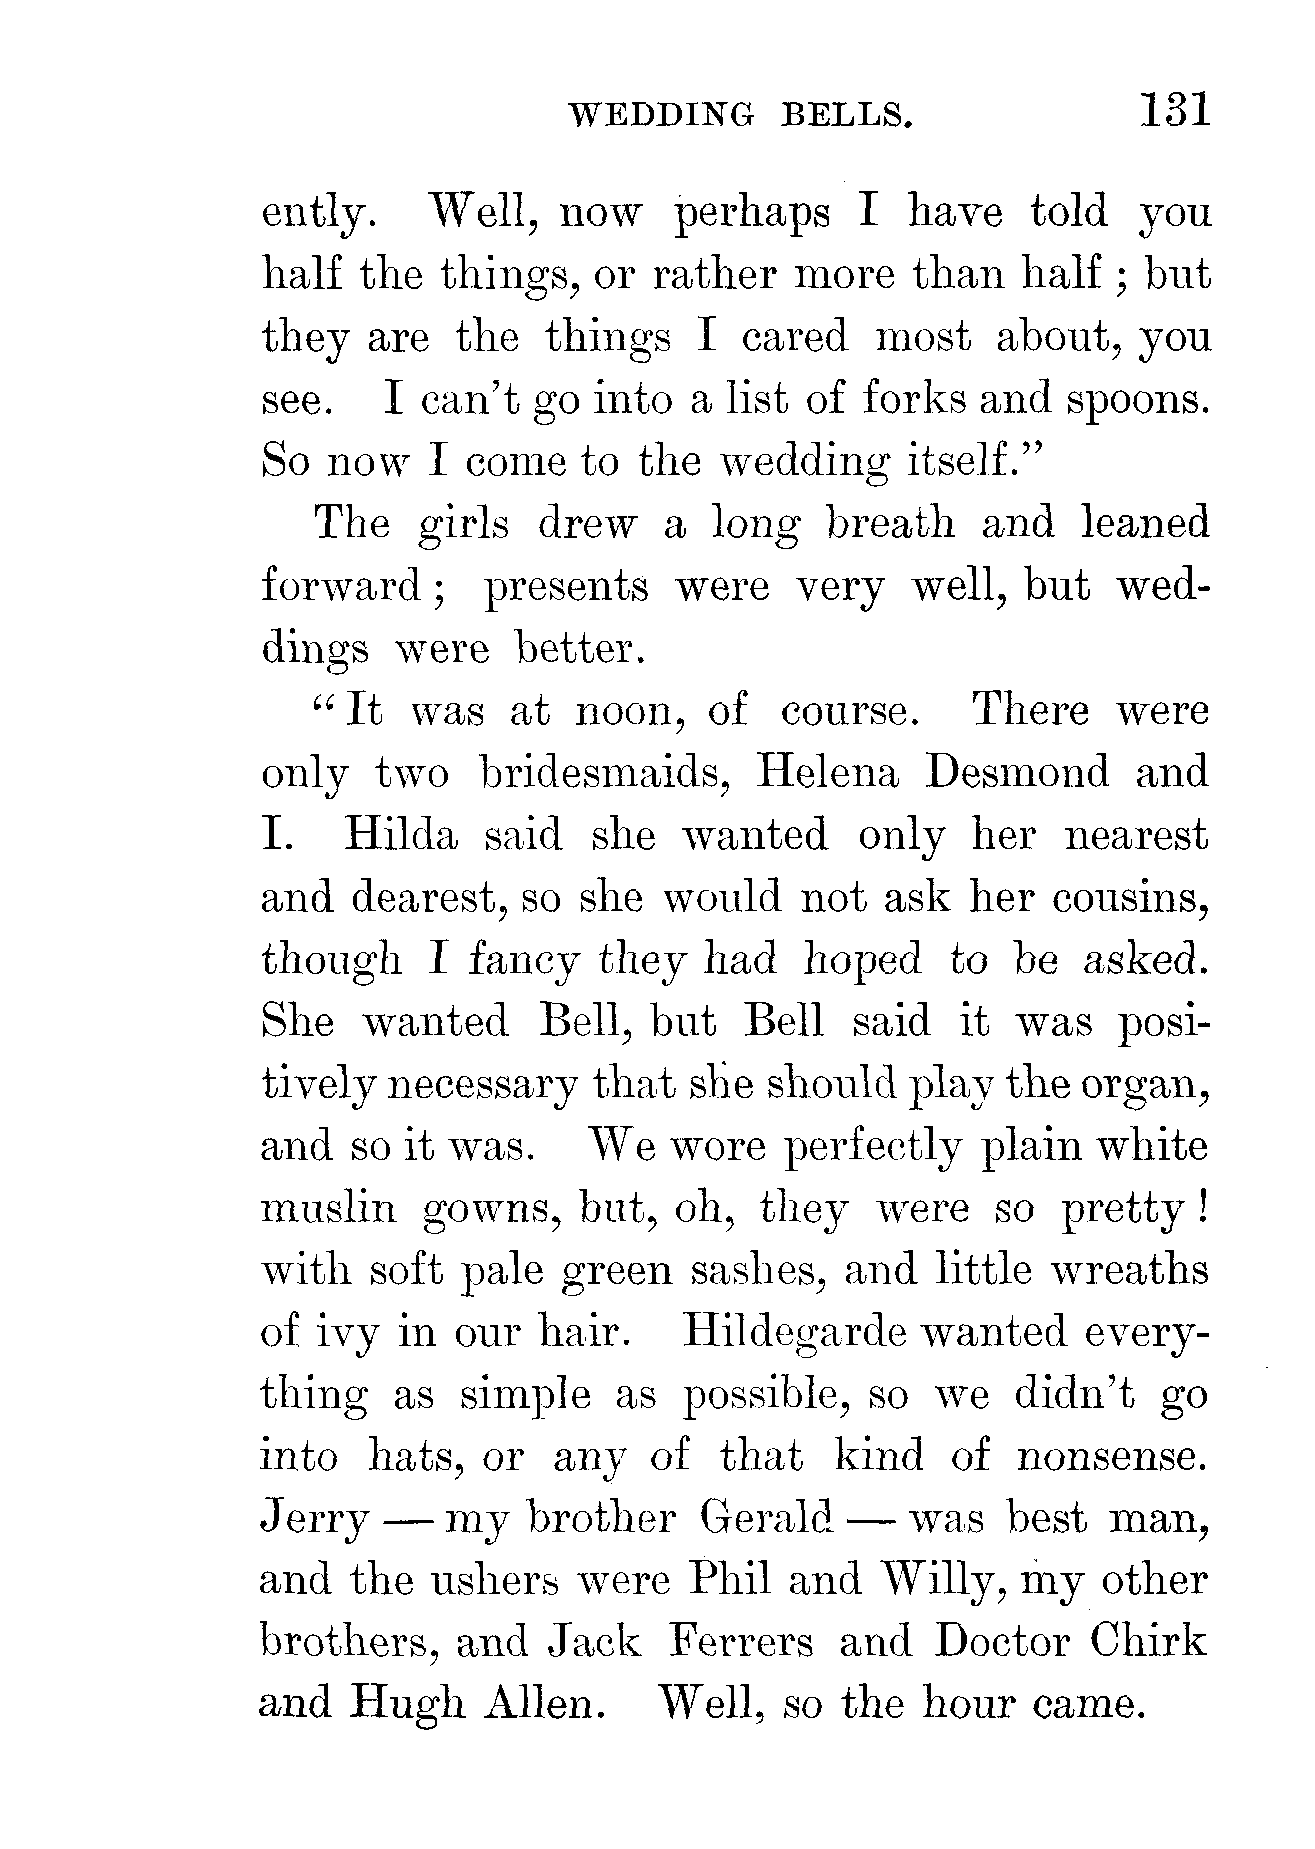 WEDDING BELLS. 131
ently. Well, now perhaps I have told you
half the things, or rather more than half ; but
they are the things I cared most about, you
see. I can't go into a list of forks and spoons.
So now I come to the wedding itself.”
The girls drew a long breath and leaned
forward ; presents were very well, but wed-
dings were better.
“ It was at noon, of course. There were
only two bridesmaids, Helena Desmond and
I. Hilda said she wanted only her nearest
and dearest, so she would not ask her cousins,
though I fancy they had hoped to be asked.
She wanted Bell, but Bell said it was posi-
tively necessary that she should play the organ,
and so it was. We wore perfectly plain white
muslin gowns, but, oh, they were so pretty !
with soft pale green sashes, and little wreaths
of ivy in our hair. Hildegarde wanted every-
thing as simple as possible, so we didn't go
into hats, or any of that kind of nonsense.
Jerry — my brother Gerald — was best man,
and the ushers were Phil and Willy, my other
brothers, and Jack Ferrers and Doctor Chirk
and Hugh Allen. Well, so the hour came.